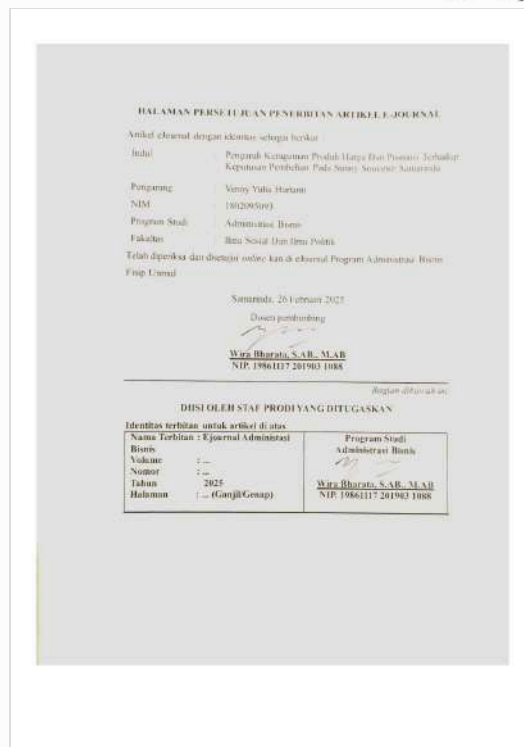 HALAMAN PERSETUJUAN PENERBITAN ARTIKEL E-JOURNAL
Artikel eJournal dengan identitas sebagai berikut
Judul : Pengaruh Keragaman Produk Harga Dan Promosi Terhadap
Keputusan Pembelian Pada Sunny Souvenir Samarinda
Pengarang : Venny Yulia Hartanti
NIM :
Program Studi : Administrasi Bisnis
Fakultas : Ilmu Sosial Dan Ilmu Politik
Telah diperiksa dan disetujui online kan di eJournal Program Administrasi Bisnis
Fisip Unmul
Samarinda, 26 Februari 2025
Dosen pembimbing
Wira Bharata, S.AB., M.AB
NIP. 19861117 201903 1088
Bagian dibawah ini
DIISI OLEH STAF PRODI YANG DITUGASKAN
Identitas terbitan untuk artikel di atas
Nama Terbitan : Ejournal Administasi
Bisnis
Volume : ...
Nomor : ...
Tahun 2025
Halaman : ... (Ganjil/Genap)
Program Studi
Administrasi Bisnis
Wira Bharata, S.AB., M.AB
NIP. 19861117 201903 1088